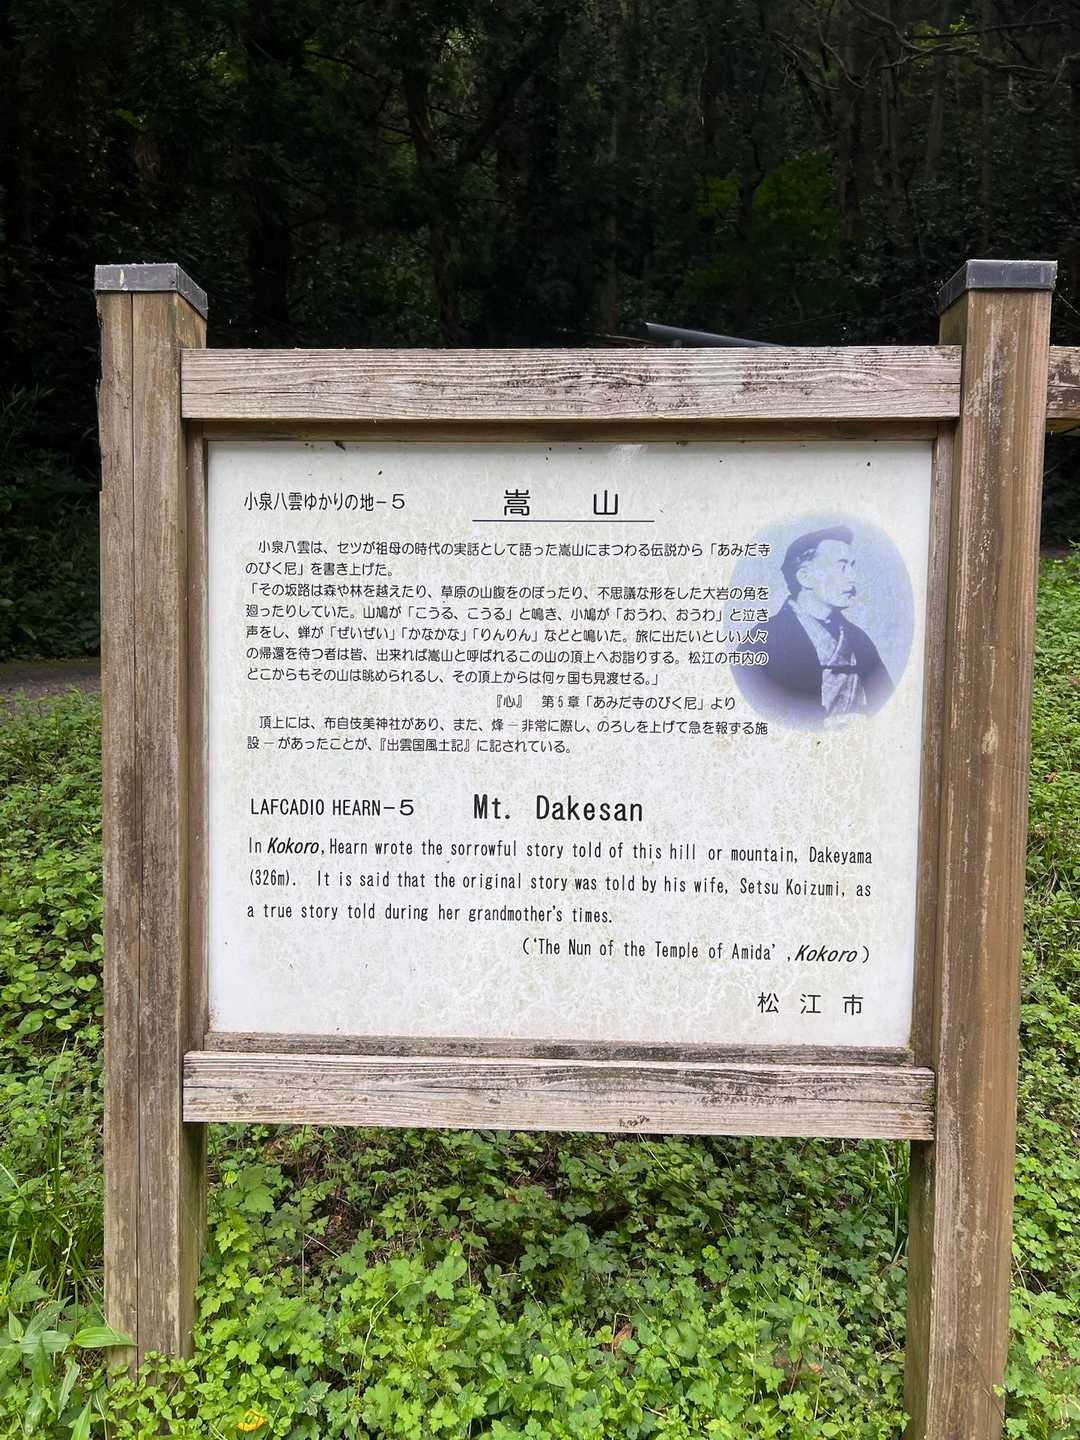 小泉八雲ゆかりの地－５
嵩山
小泉八雲は、セツが祖母の時代の実話として語った嵩山にまつわる伝説から「あみだ寺
のびく尼」を書き上げた。
「その坂路は森や林を越えたり、草原の山腹をのぼったり、不思議な形をした大岩の角を
廻ったりしていた。山鳩が「こうる、こうる」と鳴き、小鳩が「おうわ、おうわ」と泣き
声をし、蝉が「ぜいぜい」「かなかな」「りんりん」などと鳴いた。旅に出たいとしい人々
の帰還を待つ者は皆、出来れば嵩山と呼ばれるこの山の頂上へお詣りする。松江の市内の
どこからもその山は眺められるし、その頂上からは何ヶ国も見渡せる。」
『心』 第５章「あみだ寺のびく尼」より
頂上には、布自伎美神社があり、また、烽 ― 非常に際し、のろしを上げて急を報ずる施
設 ― があったことが、『出雲国風土記』に記されている。
LAFCADIO HEARN－５ Mt. Dakesan
In Kokoro, Hearn wrote the sorrowful story told of this hill or mountain, Dakeyama
(326m). It is said that the original story was told by his wife, Setsu Koizumi, as
a true story told during her grandmother's times.
(‘The Nun of the Temple of Amida’, Kokoro)
松江市